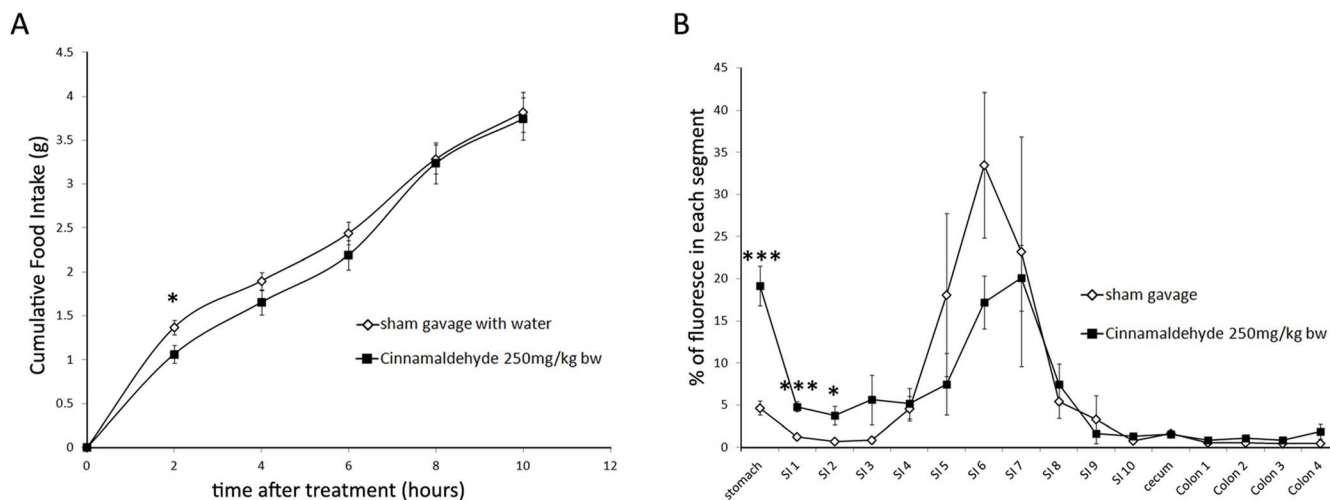 A
Cumulative Food Intake (g)
4.5
4
3.5
3
2.5
2
1.5
1
0.5
0
*
sham gavage with water
Cinnamaldehyde 250mg/kg bw
0 2 4 6 8 10 12
time after treatment (hours)
B
% of fluoresce in each segment
45
40
35
30
25
20
15
10
5
0
***
***
*
sham gavage
Cinnamaldehyde 250mg/kg bw
stomach
SI 1
SI 2
SI 3
SI 4
SI 5
SI 6
SI 7
SI 8
SI 9
SI 10
cecum
Colon 1
Colon 2
Colon 3
Colon 4